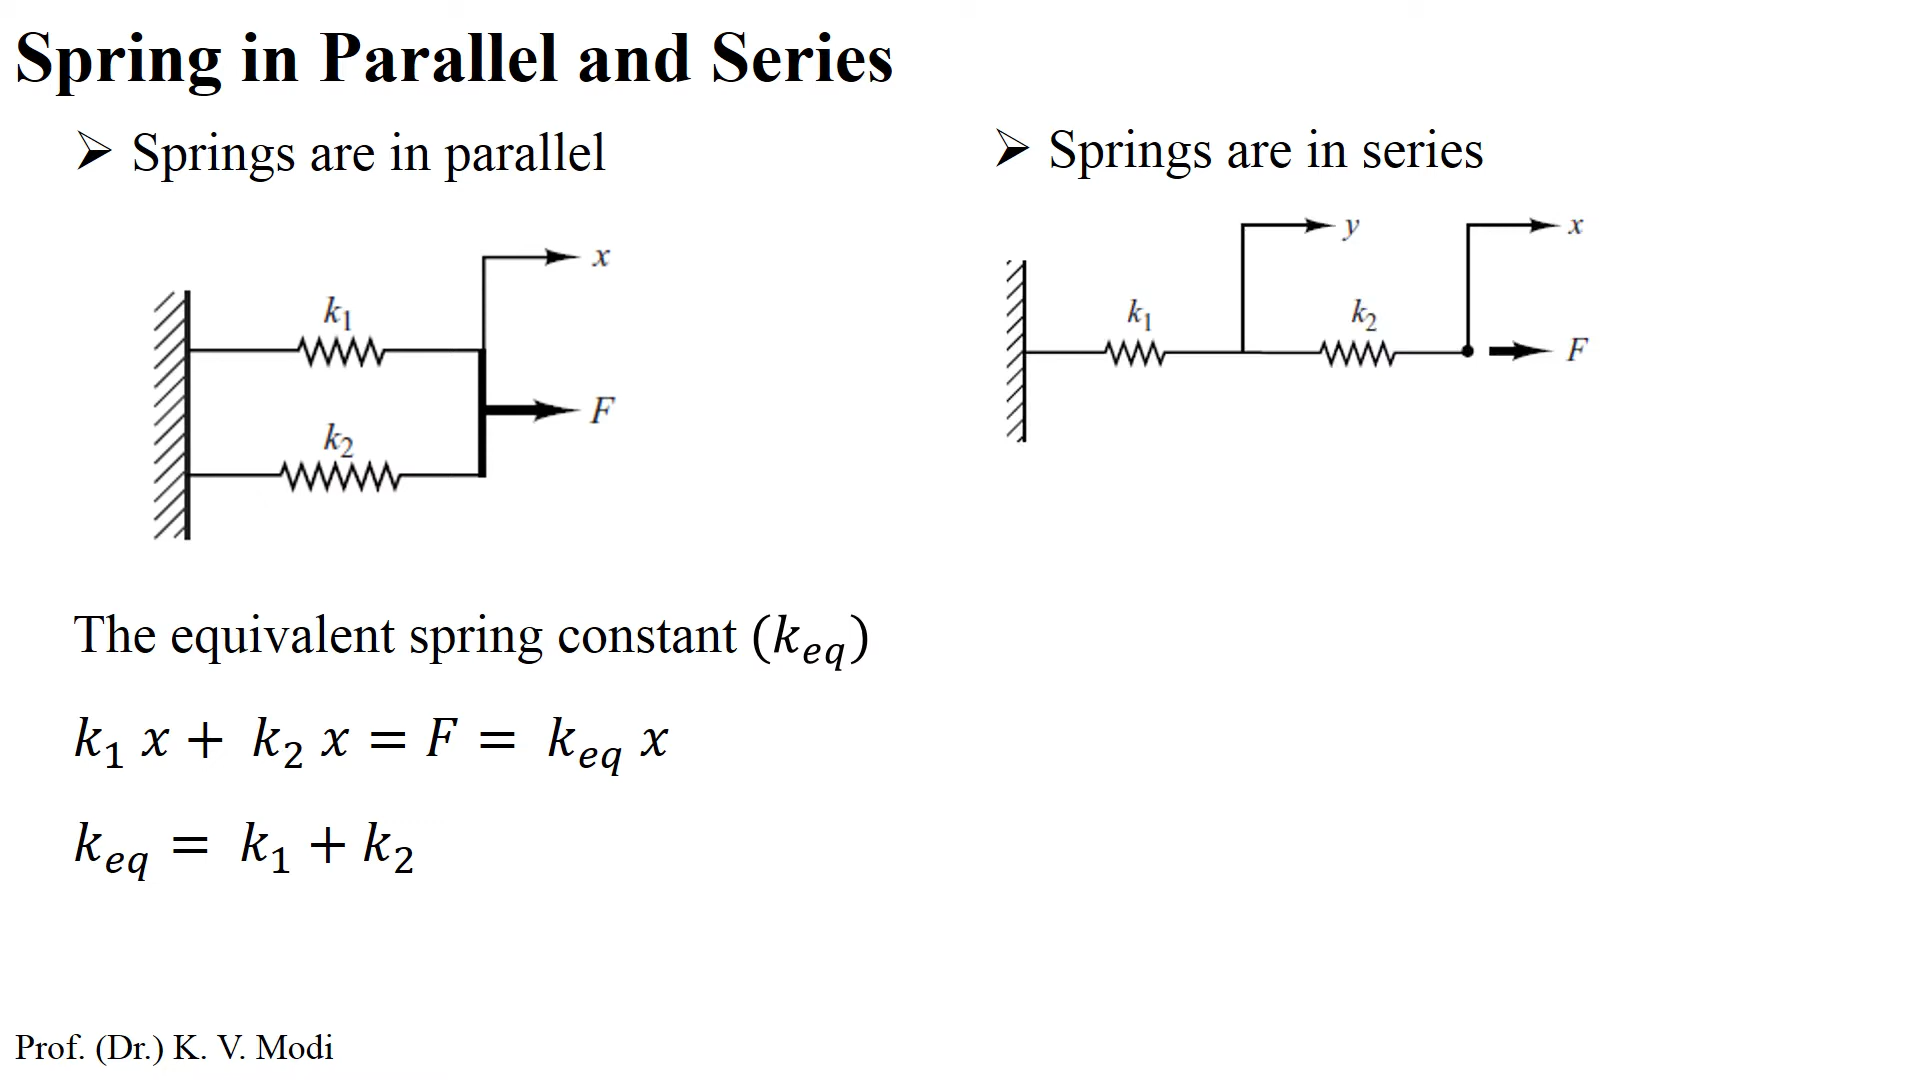 Spring in Parallel and Series
➤ Springs are in parallel
x
k₁
F
k₂
The equivalent spring constant (k_eq)
k₁ x + k₂ x = F = k_eq x
k_eq = k₁ + k₂
➤ Springs are in series
y
x
k₁
k₂
F
Prof. (Dr.) K. V. Modi